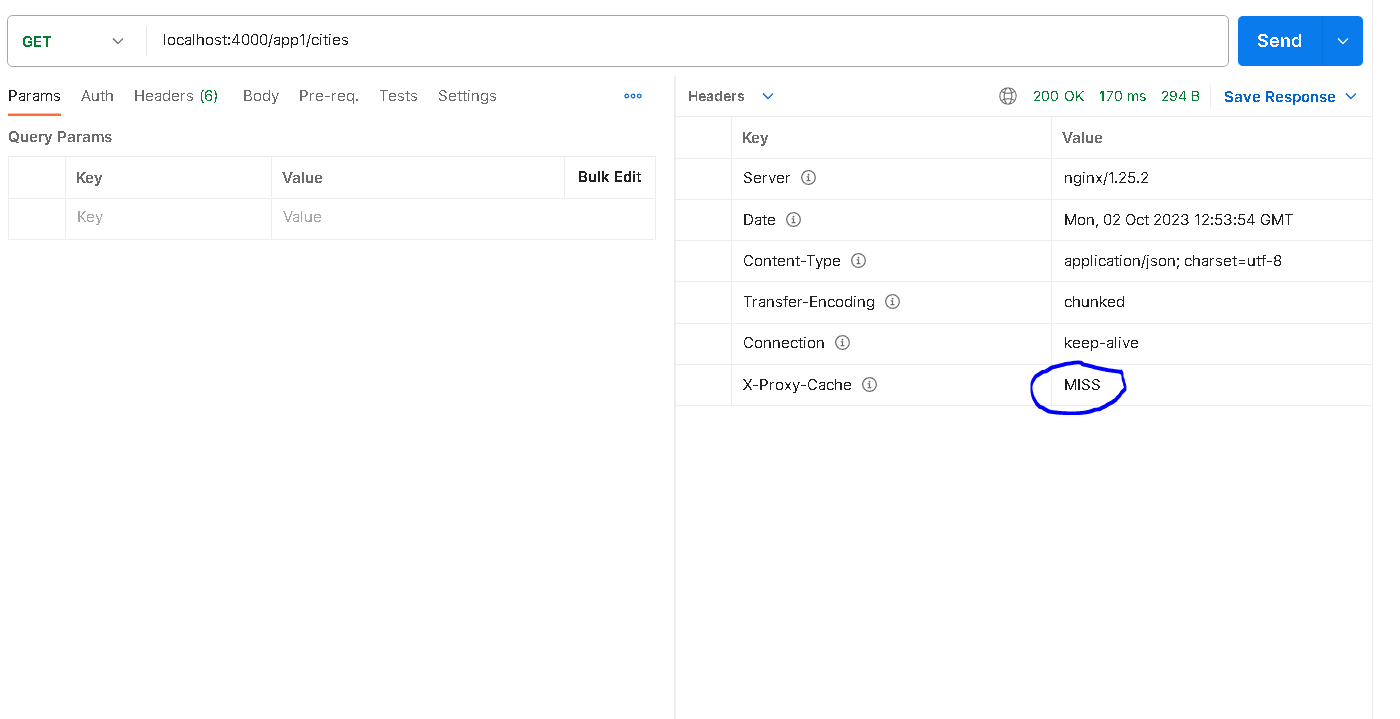 GET localhost:4000/app1/cities Send
Params Auth Headers (6) Body Pre-req. Tests Settings
Query Params
Key Value Bulk Edit
Key Value
Headers 200 OK 170 ms 294 B Save Response
Key Value
Server nginx/1.25.2
Date Mon, 02 Oct 2023 12:53:54 GMT
Content-Type application/json; charset=utf-8
Transfer-Encoding chunked
Connection keep-alive
X-Proxy-Cache MISS